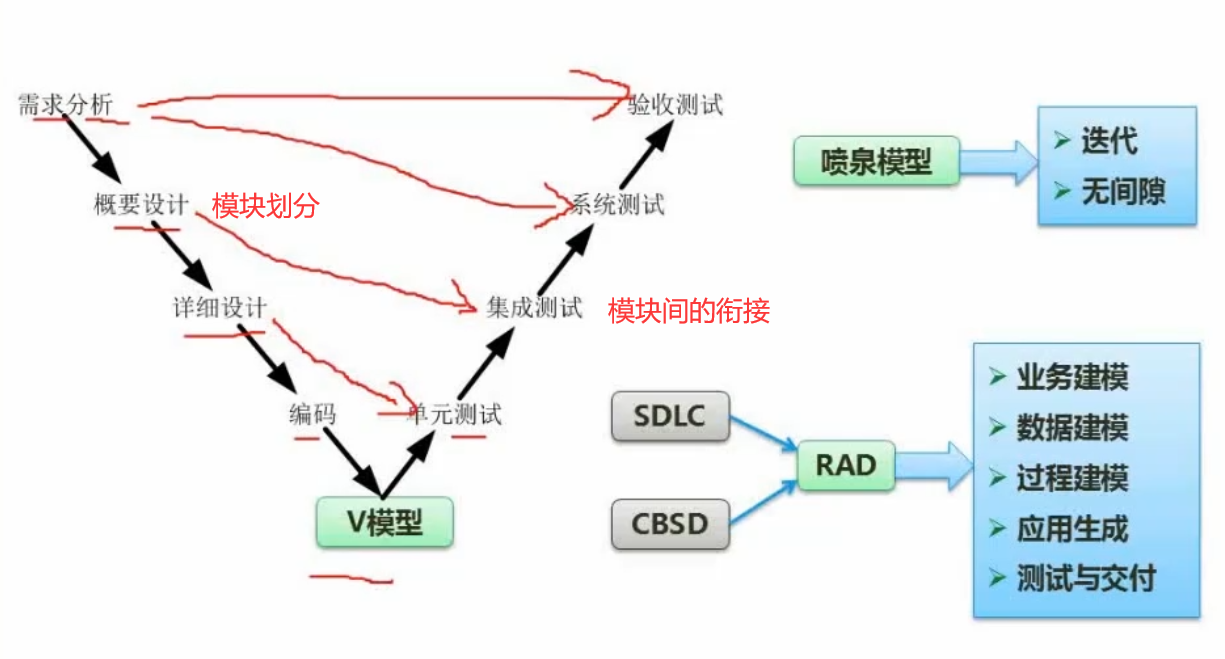 需求分析
验收测试
概要设计
模块划分
系统测试
详细设计
集成测试
模块间的衔接
编码
单元测试
V模型
喷泉模型
迭代
无间隙
SDLC
CBSD
RAD
业务建模
数据建模
过程建模
应用生成
测试与交付